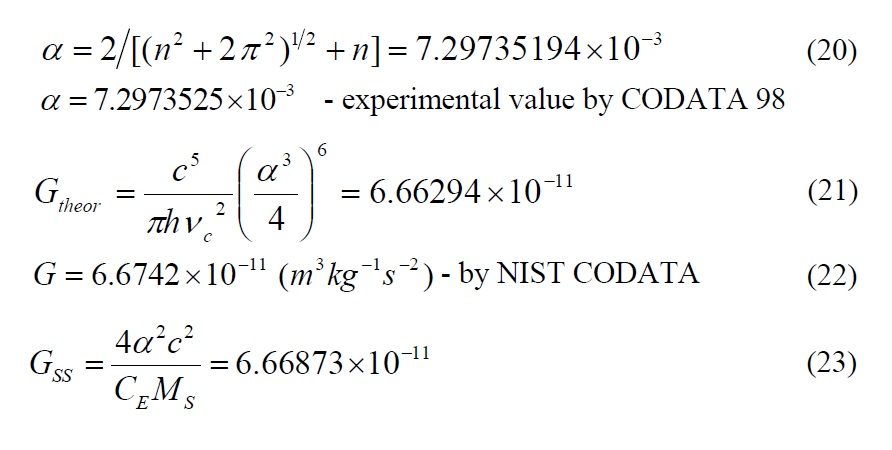 α = 2/[(n² + 2π²)^1/2 + n] = 7.29735194×10⁻³ (20)
α = 7.2973525×10⁻³ - experimental value by CODATA 98
G_theor = c⁵/(πhν_c²) (α³/4)⁶ = 6.66294×10⁻¹¹ (21)
G = 6.6742×10⁻¹¹ (m³kg⁻¹s⁻²) - by NIST CODATA (22)
G_SS = 4α²c²/(C_E M_S) = 6.66873×10⁻¹¹ (23)